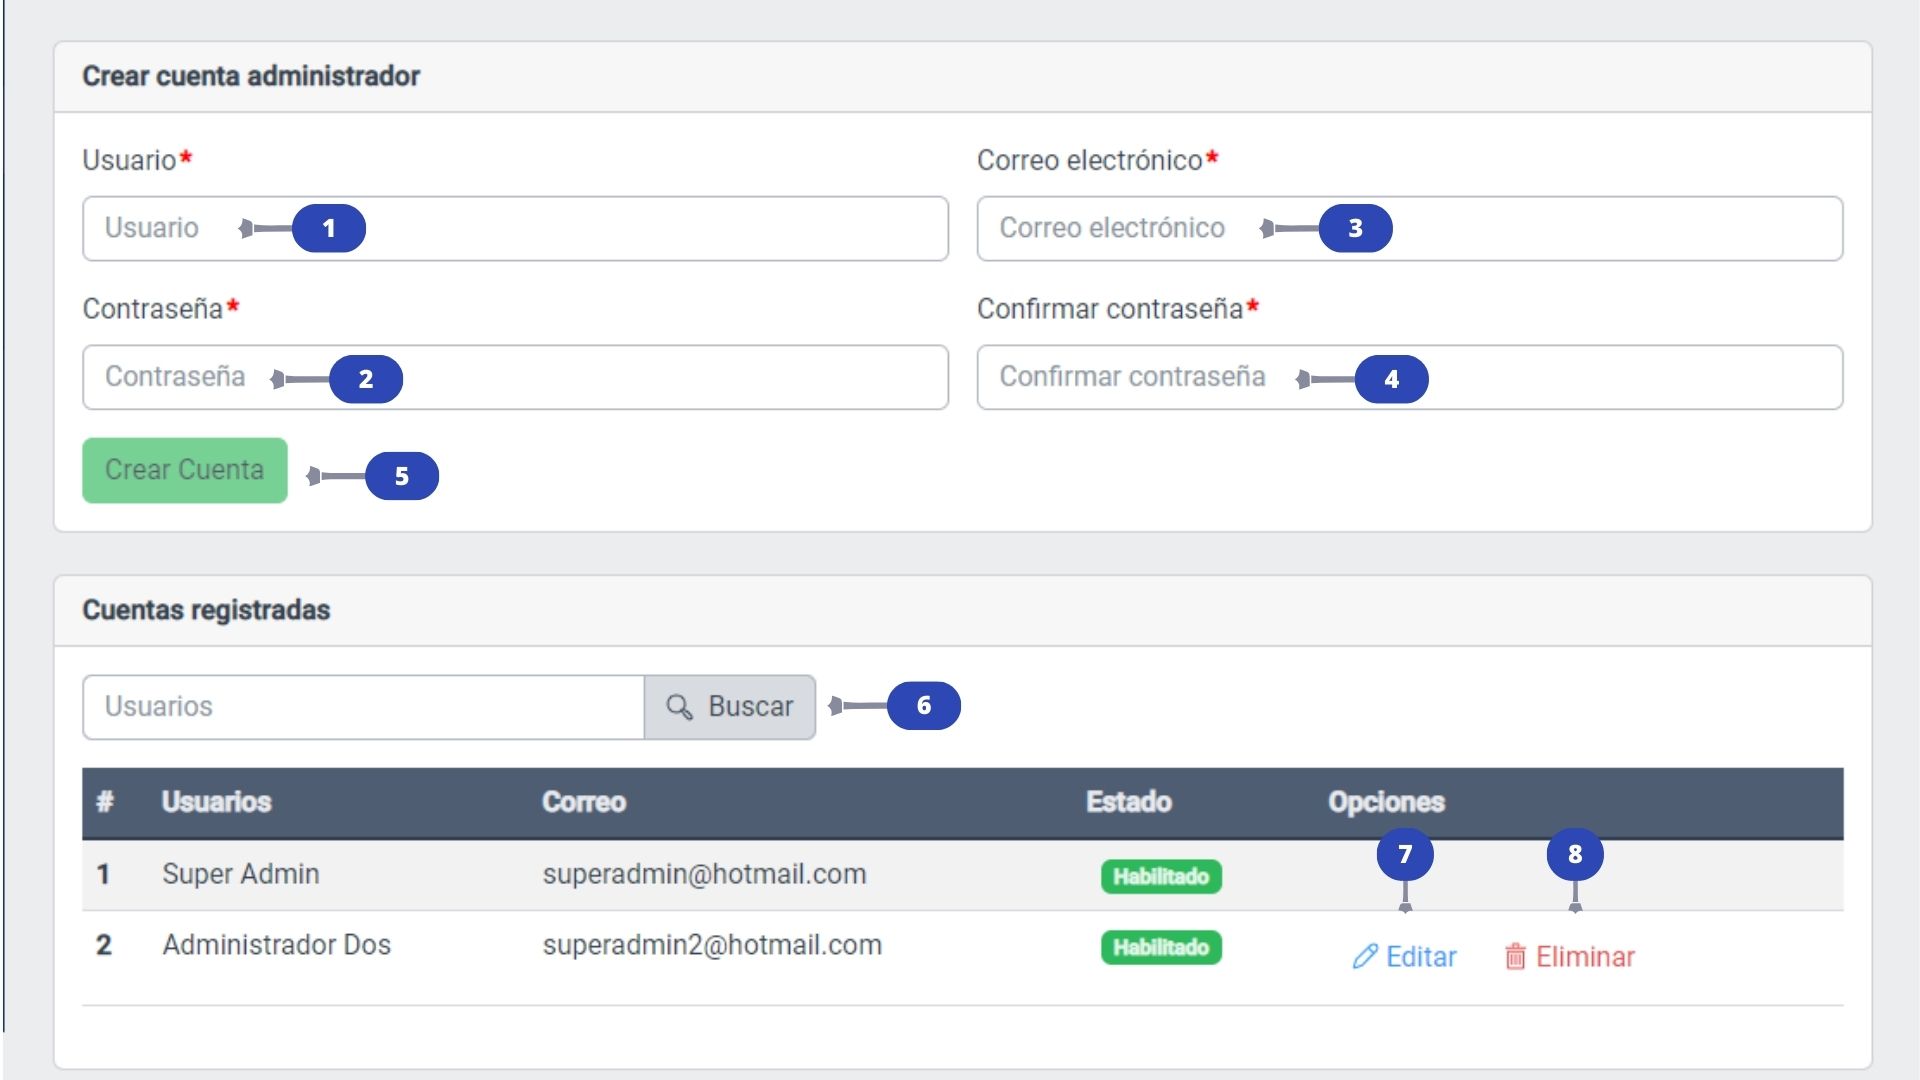 Crear cuenta administrador
Usuario* Correo electrónico*
Usuario 1 Correo electrónico 3
Contraseña* Confirmar contraseña*
Contraseña 2 Confirmar contraseña 4
Crear Cuenta 5
Cuentas registradas
Usuarios Buscar 6
# Usuarios Correo Estado Opciones
7 8
1 Super Admin superadmin@hotmail.com Habilitado
2 Administrador Dos superadmin2@hotmail.com Habilitado Editar Eliminar